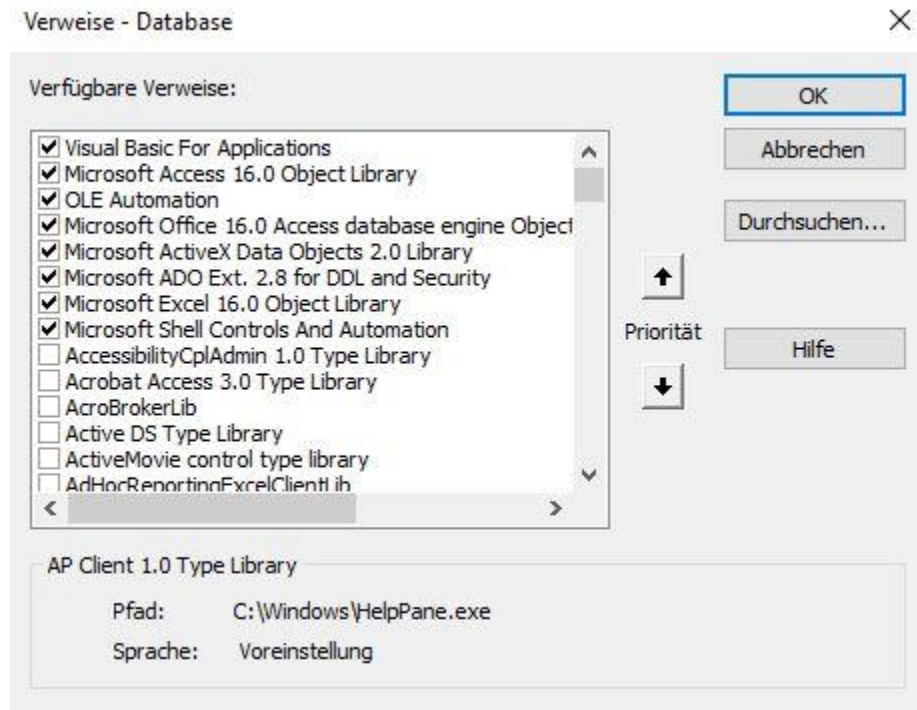 Verweise - Database
Verfügbare Verweise:
Visual Basic For Applications
Microsoft Access 16.0 Object Library
OLE Automation
Microsoft Office 16.0 Access database engine Object
Microsoft ActiveX Data Objects 2.0 Library
Microsoft ADO Ext. 2.8 for DDL and Security
Microsoft Excel 16.0 Object Library
Microsoft Shell Controls And Automation
AccessibilityCplAdmin 1.0 Type Library
Acrobat Access 3.0 Type Library
AcroBrokerLib
Active DS Type Library
ActiveMovie control type library
AdHocReportingExcelClientLib
OK
Abbrechen
Durchsuchen...
Priorität
Hilfe
AP Client 1.0 Type Library
Pfad: C:\Windows\HelpPane.exe
Sprache: Voreinstellung